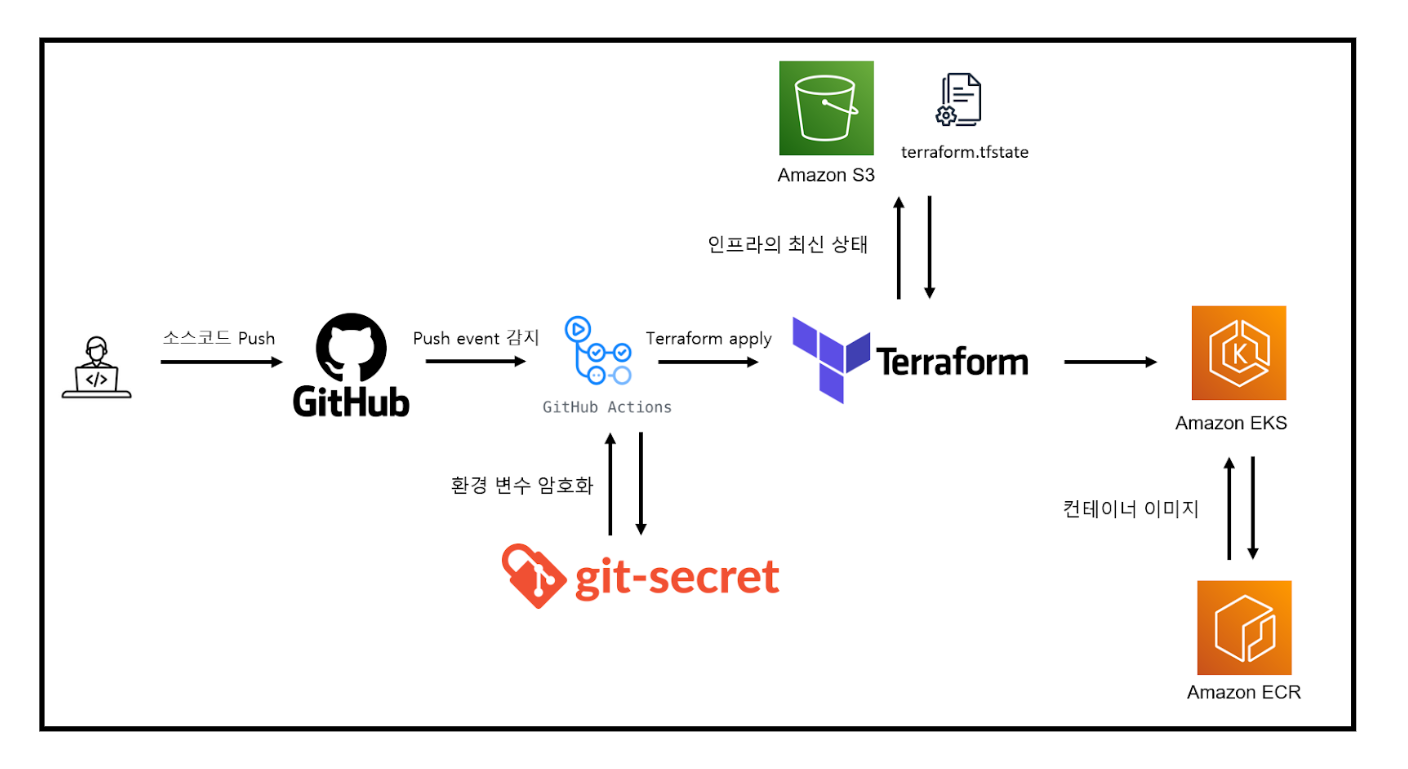 Amazon S3
terraform.tfstate
인프라의 최신 상태
소스코드 Push
GitHub
Push event 감지
GitHub Actions
Terraform apply
Terraform
Amazon EKS
환경 변수 암호화
git-secret
컨테이너 이미지
Amazon ECR